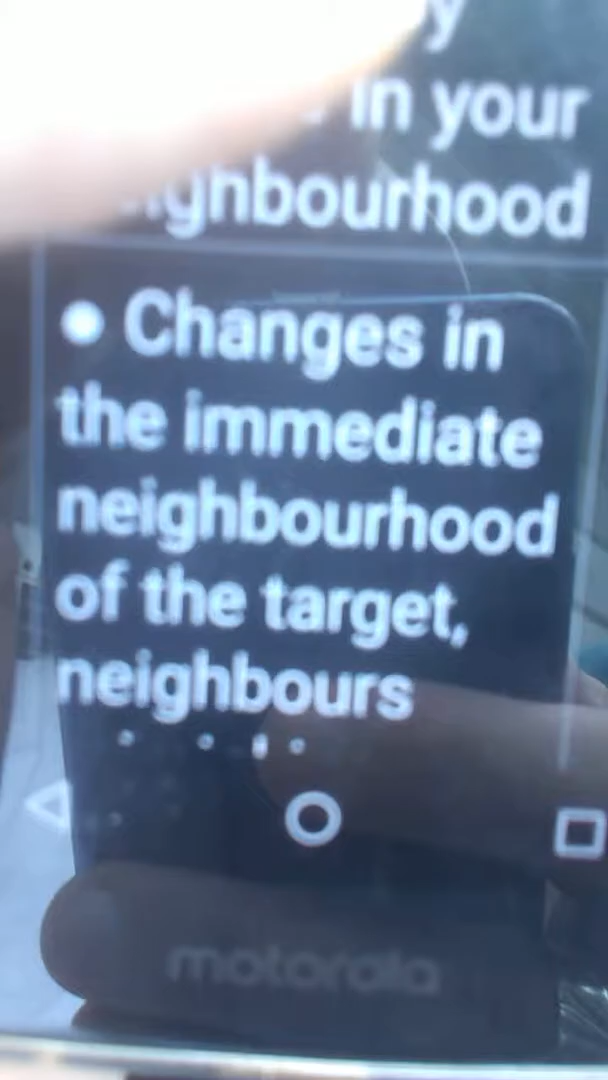 y
in your
neighbourhood
• Changes in
the immediate
neighbourhood
of the target,
neighbours
motorola